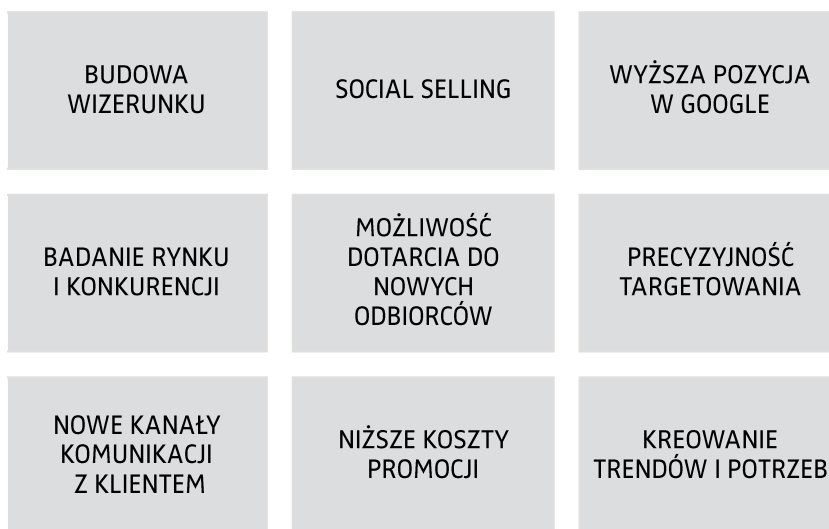 BUDOWA
WIZERUNKU
SOCIAL SELLING
WYŻSZA POZYCJA
W GOOGLE
BADANIE RYNKU
I KONKURENCJI
MOŻLIWOŚĆ
DOTARCIA DO
NOWYCH
ODBIORCÓW
PRECYZYJNOŚĆ
TARGETOWANIA
NOWE KANAŁY
KOMUNIKACJI
Z KLIENTEM
NIŻSZE KOSZTY
PROMOCJI
KREOWANIE
TRENDÓW I POTRZEB